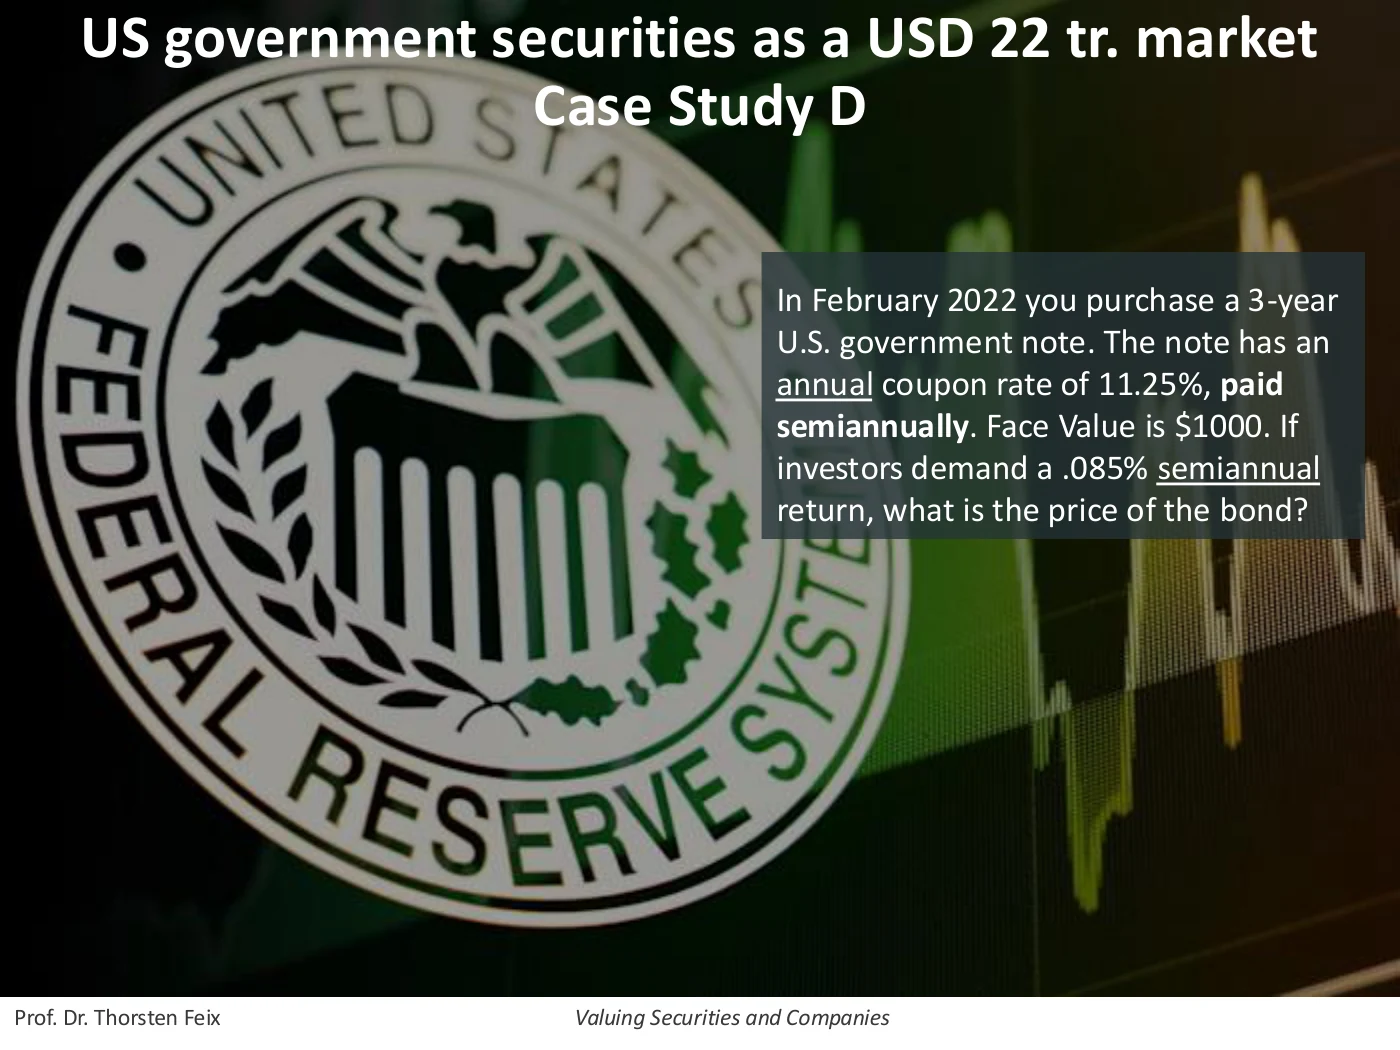 US government securities as a USD 22 tr. market
Case Study D
UNITED STATES
FEDERAL RESERVE SYSTEM
In February 2022 you purchase a 3-year
U.S. government note. The note has an
annual coupon rate of 11.25%, paid
semiannually. Face Value is $1000. If
investors demand a .085% semiannual
return, what is the price of the bond?
Prof. Dr. Thorsten Feix
Valuing Securities and Companies